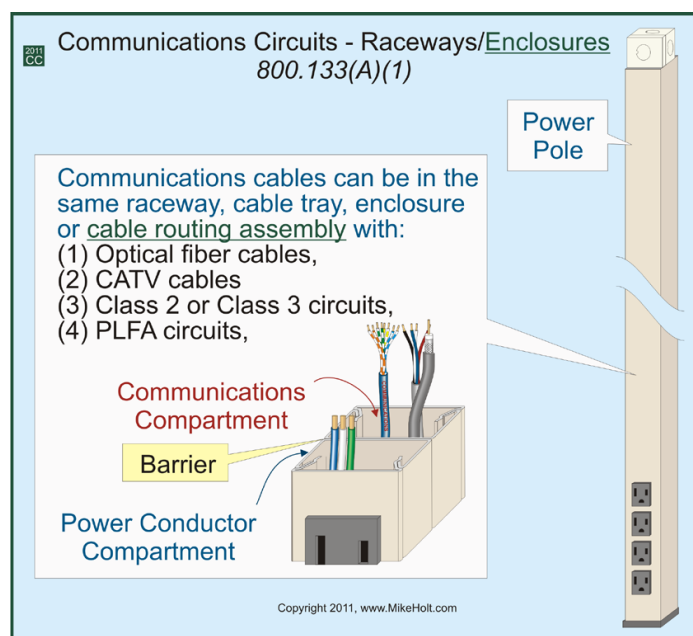 2011
CC
Communications Circuits - Raceways/Enclosures
800.133(A)(1)
Power
Pole
Communications cables can be in the
same raceway, cable tray, enclosure
or cable routing assembly with:
(1) Optical fiber cables,
(2) CATV cables
(3) Class 2 or Class 3 circuits,
(4) PLFA circuits,
Communications
Compartment
Barrier
Power Conductor
Compartment
Copyright 2011, www.MikeHolt.com